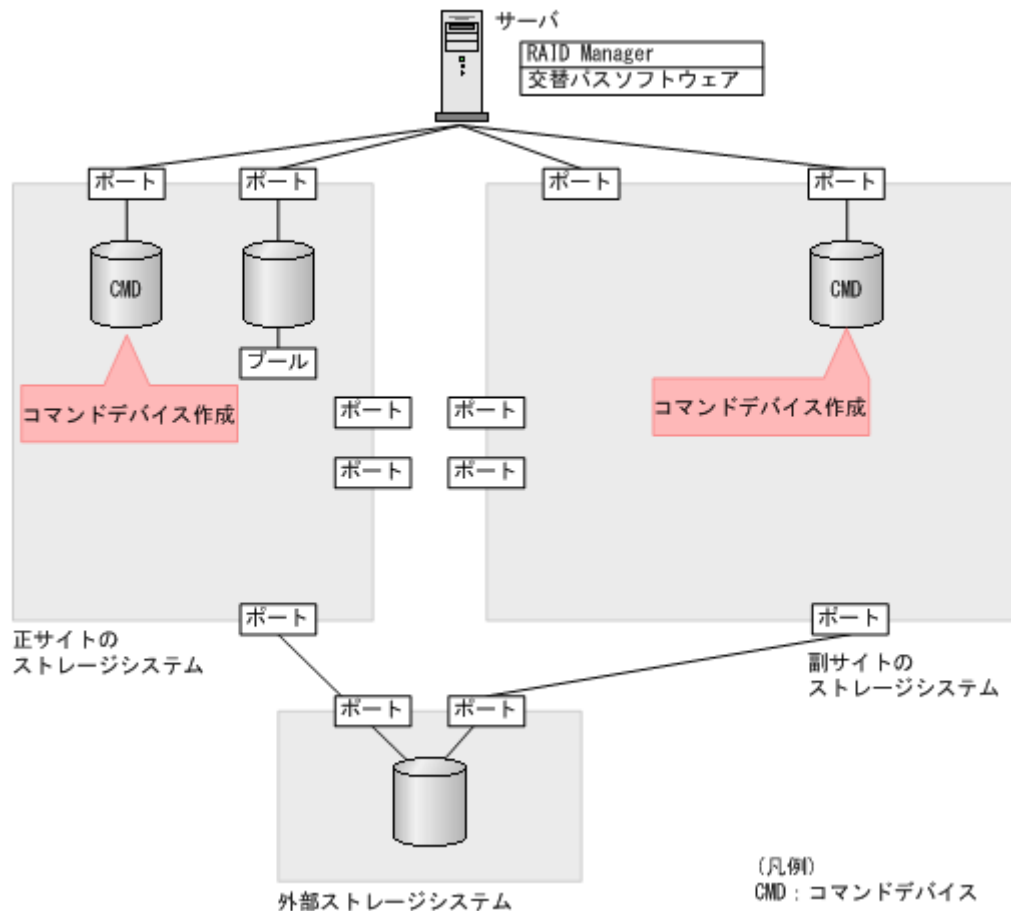 サーバ
RAID Manager
交替パスソフトウェア
ポート
ポート
ポート
ポート
CMD
CMD
プール
コマンドデバイス作成
コマンドデバイス作成
ポート
ポート
ポート
ポート
ポート
ポート
正サイトの
ストレージシステム
副サイトの
ストレージシステム
ポート
ポート
外部ストレージシステム
(凡例)
CMD:コマンドデバイス